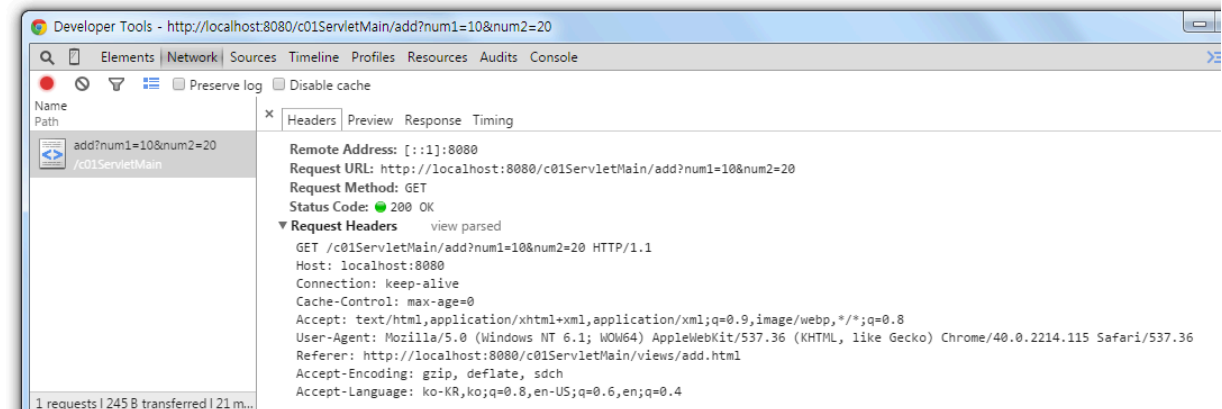 Developer Tools - http://localhost:8080/c01ServletMain/add?num1=10&num2=20
Elements Network Sources Timeline Profiles Resources Audits Console
Preserve log Disable cache
Name
Path
Headers Preview Response Timing
add?num1=10&num2=20
/c01ServletMain
Remote Address: [::1]:8080
Request URL: http://localhost:8080/c01ServletMain/add?num1=10&num2=20
Request Method: GET
Status Code: 200 OK
Request Headers view parsed
GET /c01ServletMain/add?num1=10&num2=20 HTTP/1.1
Host: localhost:8080
Connection: keep-alive
Cache-Control: max-age=0
Accept: text/html,application/xhtml+xml,application/xml;q=0.9,image/webp,*/*;q=0.8
User-Agent: Mozilla/5.0 (Windows NT 6.1; WOW64) AppleWebKit/537.36 (KHTML, like Gecko) Chrome/40.0.2214.115 Safari/537.36
Referer: http://localhost:8080/c01ServletMain/views/add.html
Accept-Encoding: gzip, deflate, sdch
Accept-Language: ko-KR,ko;q=0.8,en-US;q=0.6,en;q=0.4
1 requests | 245 B transferred | 21 m...